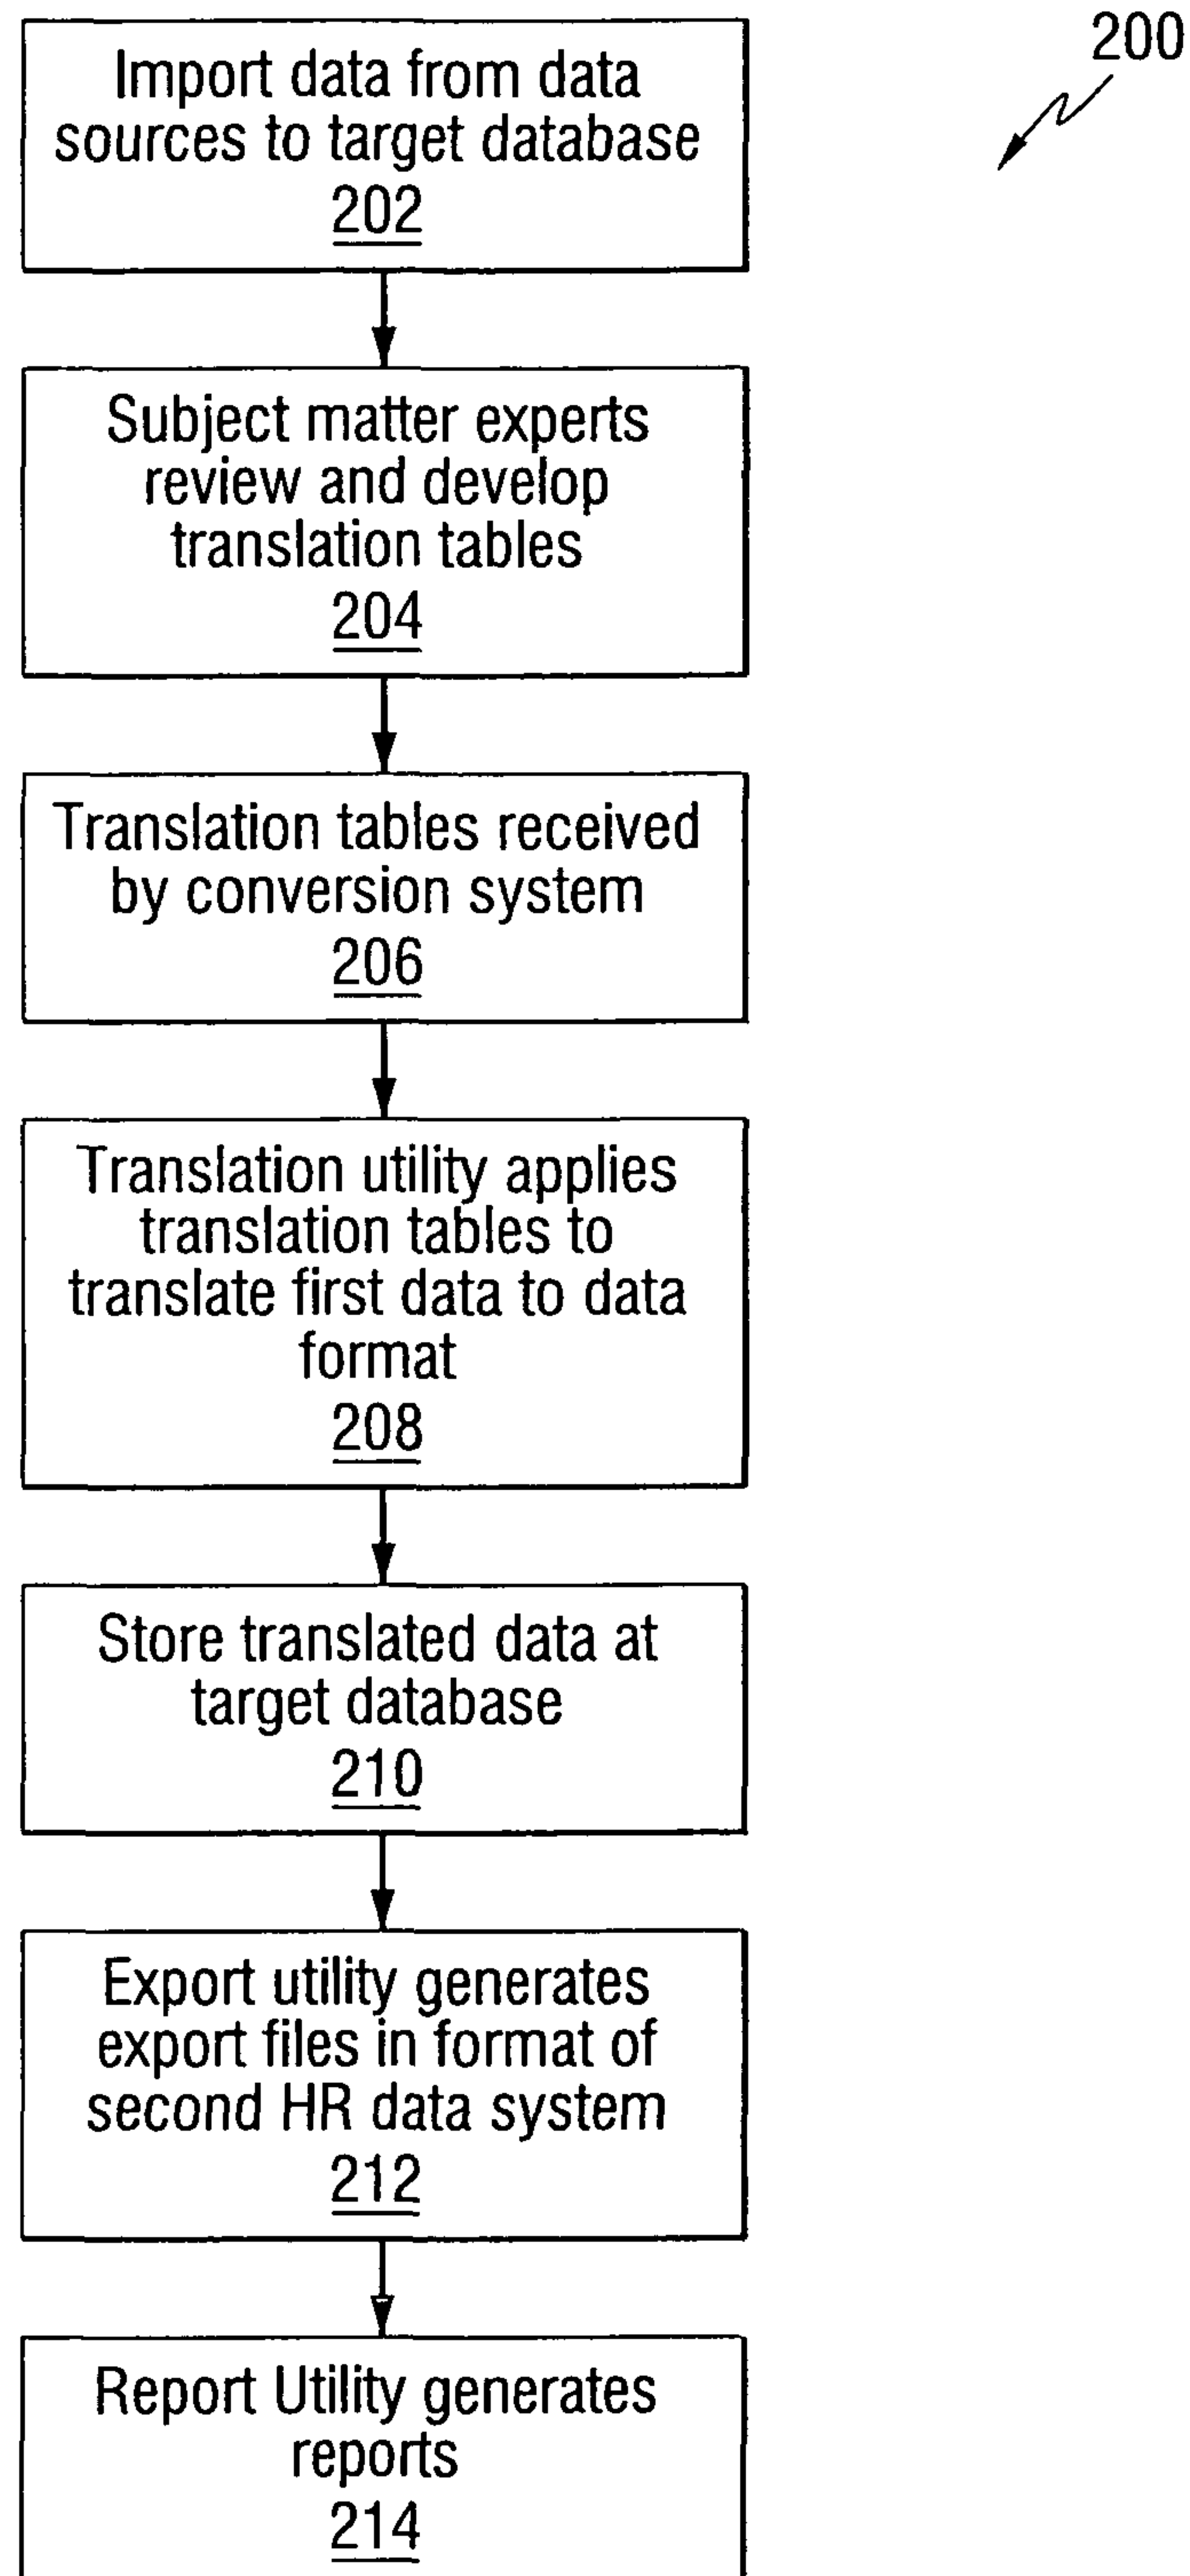 200
Import data from data
sources to target database
202
Subject matter experts
review and develop
translation tables
204
Translation tables received
by conversion system
206
Translation utility applies
translation tables to
translate first data to data
format
208
Store translated data at
target database
210
Export utility generates
export files in format of
second HR data system
212
Report Utility generates
reports
214